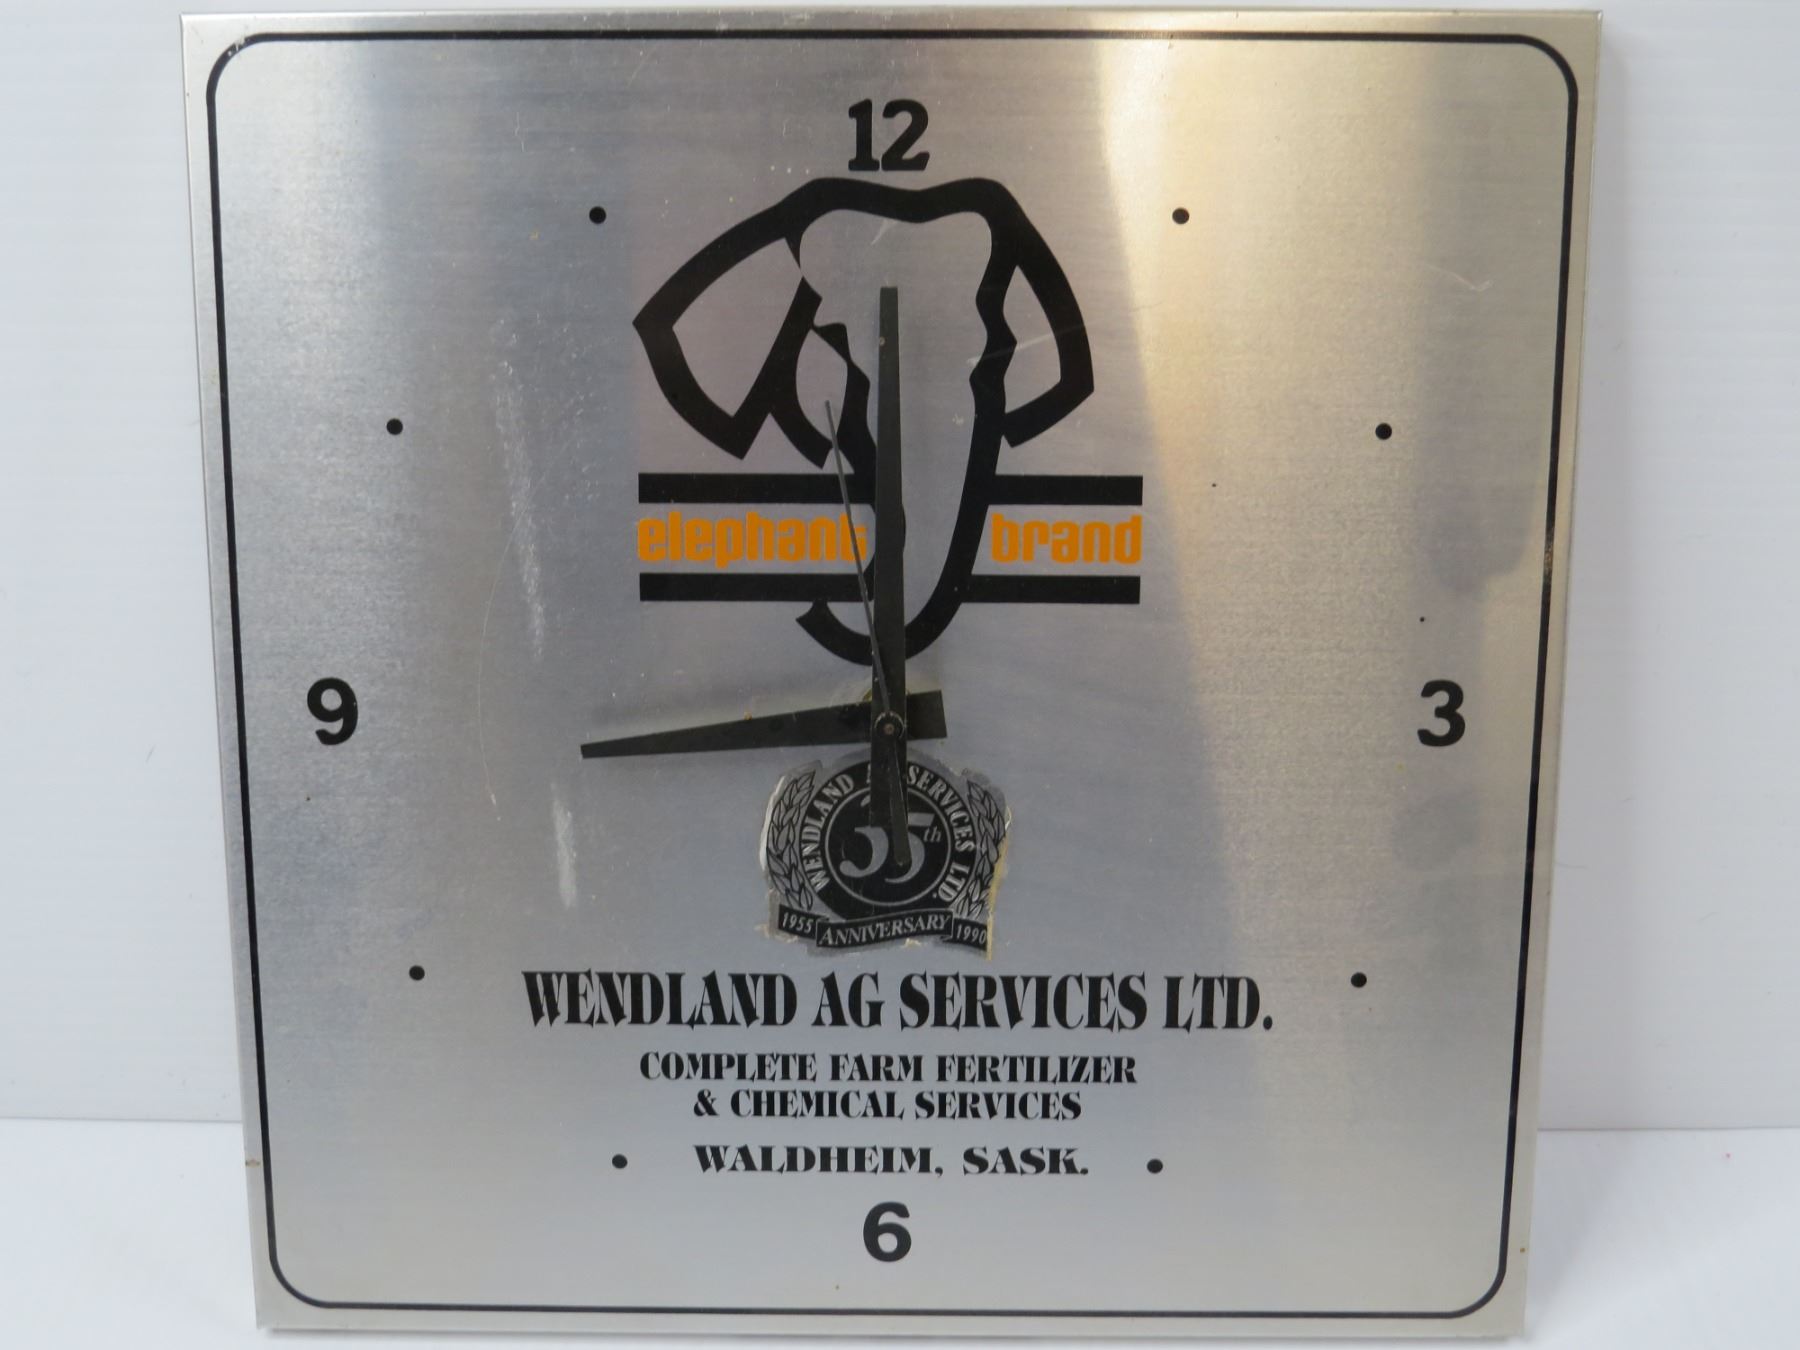 12
elephant brand
9
3
WENDLAND AG SERVICES LTD.
35th
1955 ANNIVERSARY 1990
WENDLAND AG SERVICES LTD.
COMPLETE FARM FERTILIZER
& CHEMICAL SERVICES
WALDHEIM, SASK.
6